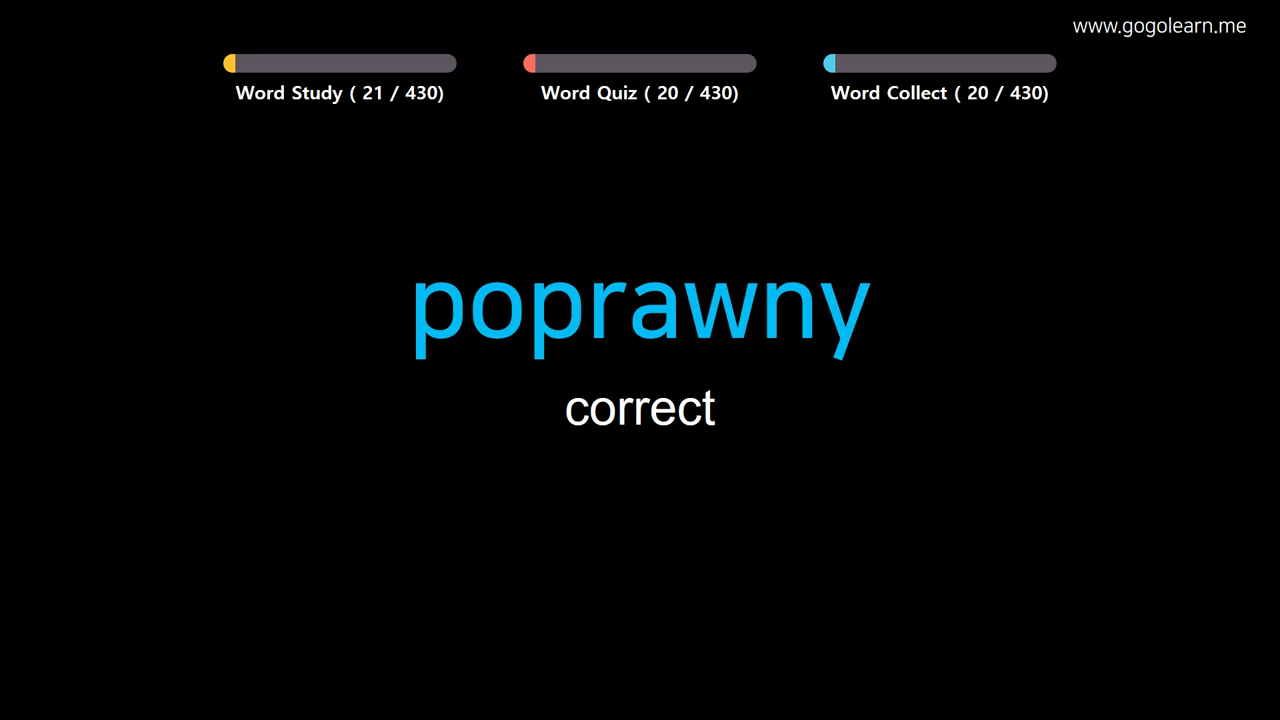 www.gogolearn.me
Word Study ( 21 / 430)
Word Quiz ( 20 / 430)
Word Collect ( 20 / 430)
poprawny
correct